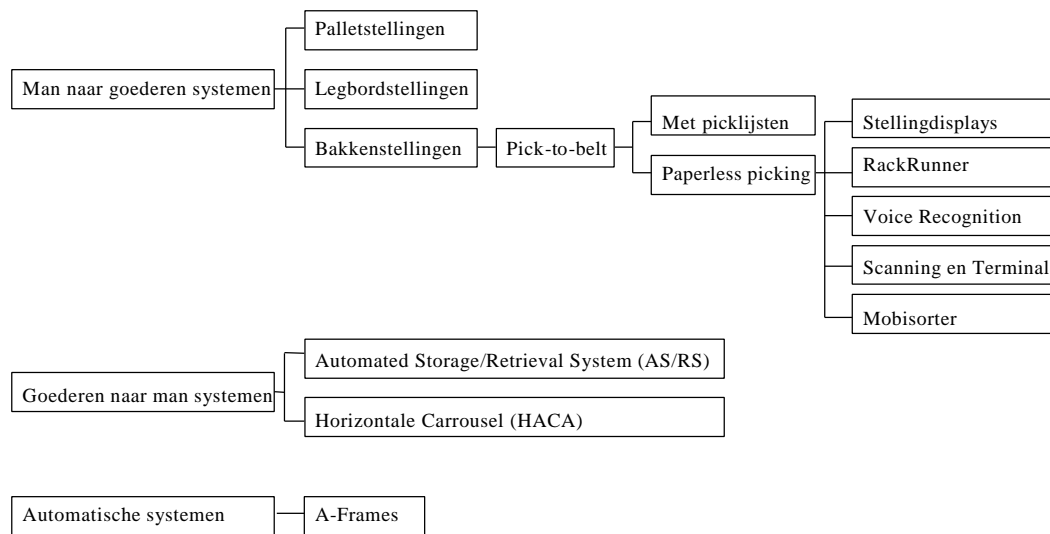 Palletstellingen
Man naar goederen systemen
Legbordstellingen
Bakkenstellingen
Pick-to-belt
Met picklijsten
Paperless picking
Stellingdisplays
RackRunner
Voice Recognition
Scanning en Terminal
Mobisorter
Goederen naar man systemen
Automated Storage/Retrieval System (AS/RS)
Horizontale Carrousel (HACA)
Automatische systemen
A-Frames